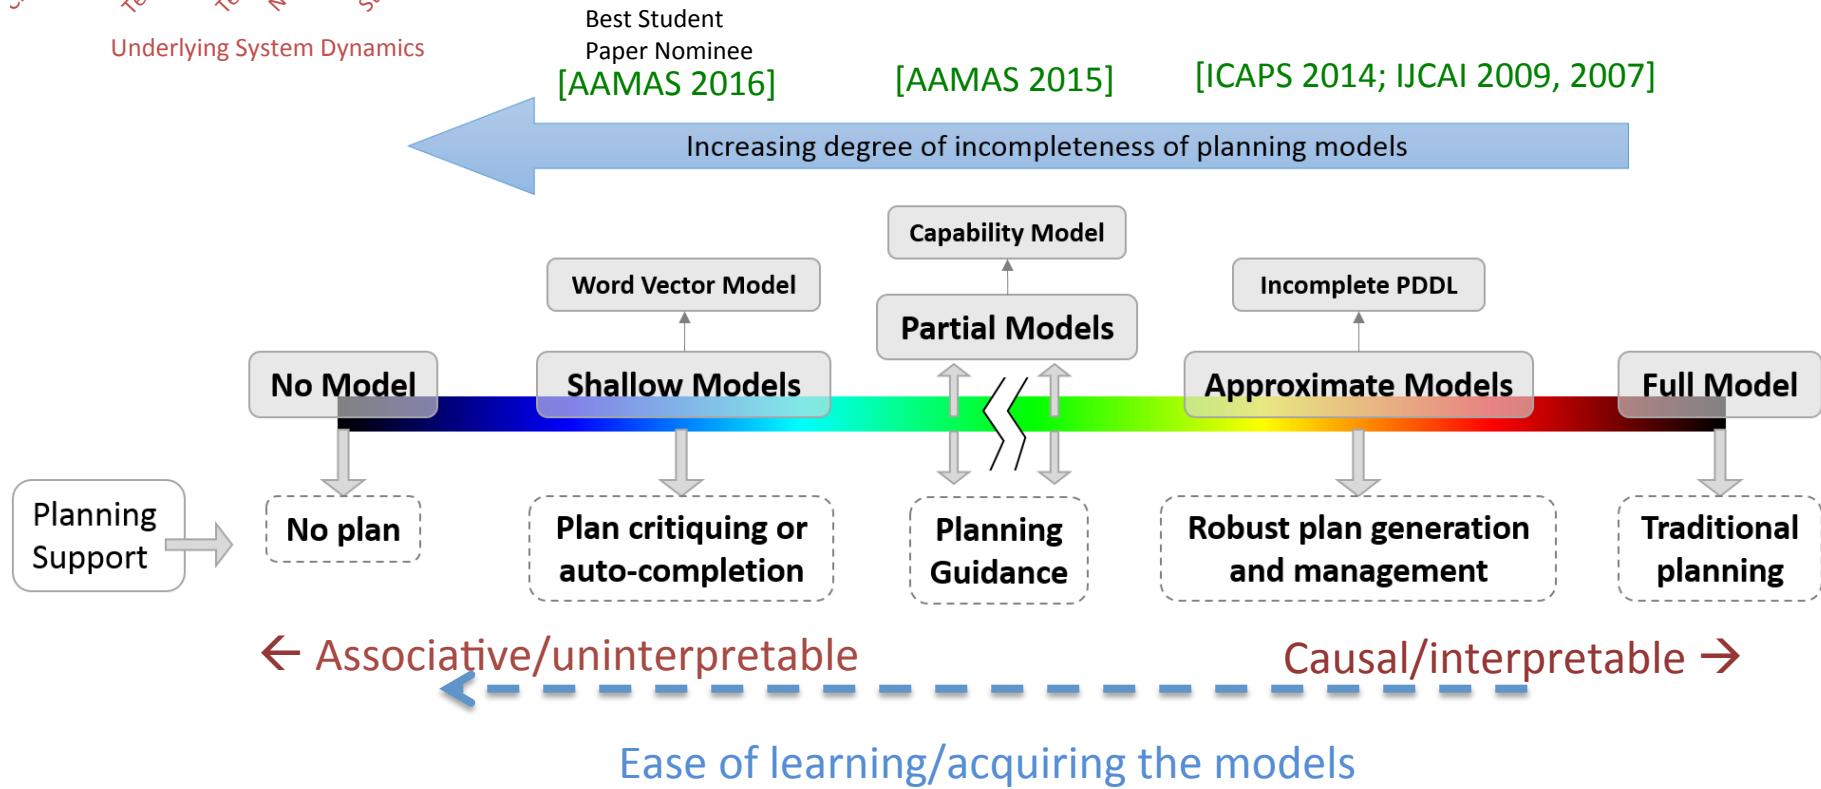 Underlying System Dynamics
Best Student
Paper Nominee
[AAMAS 2016]
[AAMAS 2015]
[ICAPS 2014; IJCAI 2009, 2007]
Increasing degree of incompleteness of planning models
Capability Model
Word Vector Model
Incomplete PDDL
Partial Models
No Model
Shallow Models
Approximate Models
Full Model
Planning
Support
No plan
Plan critiquing or
auto-completion
Planning
Guidance
Robust plan generation
and management
Traditional
planning
← Associative/uninterpretable
Causal/interpretable →
Ease of learning/acquiring the models